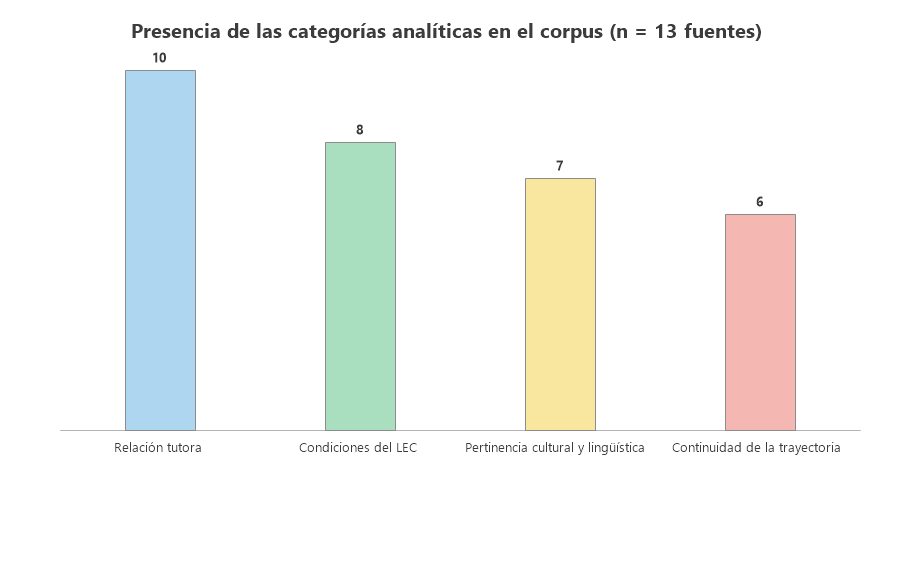 Presencia de las categorías analíticas en el corpus (n = 13 fuentes)
10
8
7
6
Relación tutora
Condiciones del LEC
Pertinencia cultural y lingüística
Continuidad de la trayectoria